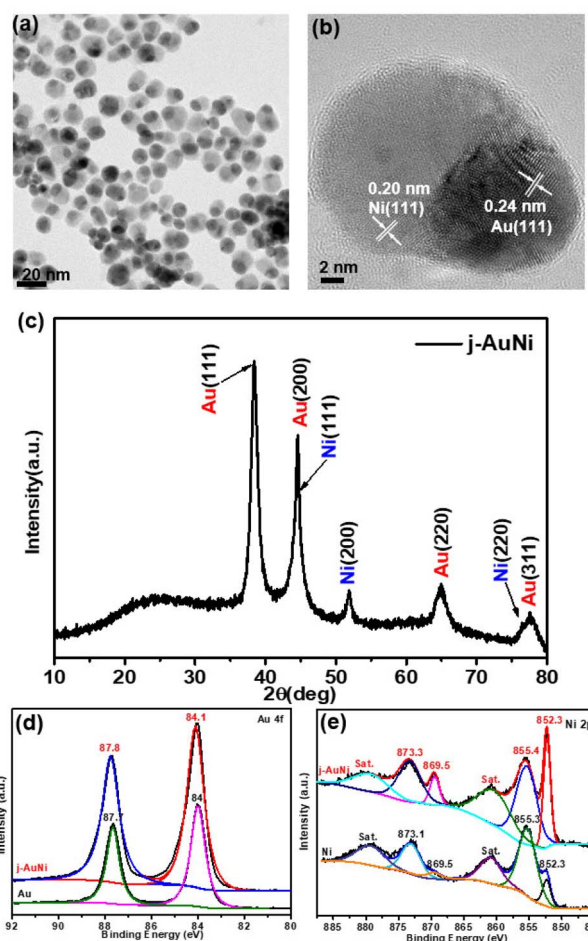 (a)
20 nm
(b)
0.20 nm
Ni(111)
0.24 nm
Au(111)
2 nm
(c)
j-AuNi
Au(111)
Au(200)
Ni(111)
Ni(200)
Au(220)
Ni(220)
Au(311)
Intensity(a.u.)
10 20 30 40 50 60 70 80
2θ(deg)
(d)
Au 4f
84.1
87.8
87.7
84
j-AuNi
Au
Intensity (a.u.)
92 90 88 86 84 82 80
Binding Energy (eV)
(e)
Ni 2p
852.3
855.4
873.3
869.5
Sat.
Sat.
j-AuNi
855.3
Ni
Sat.
873.1
869.5
Sat.
852.3
Intensity (a.u.)
885 880 875 870 865 860 855 850
Binding Energy (eV)